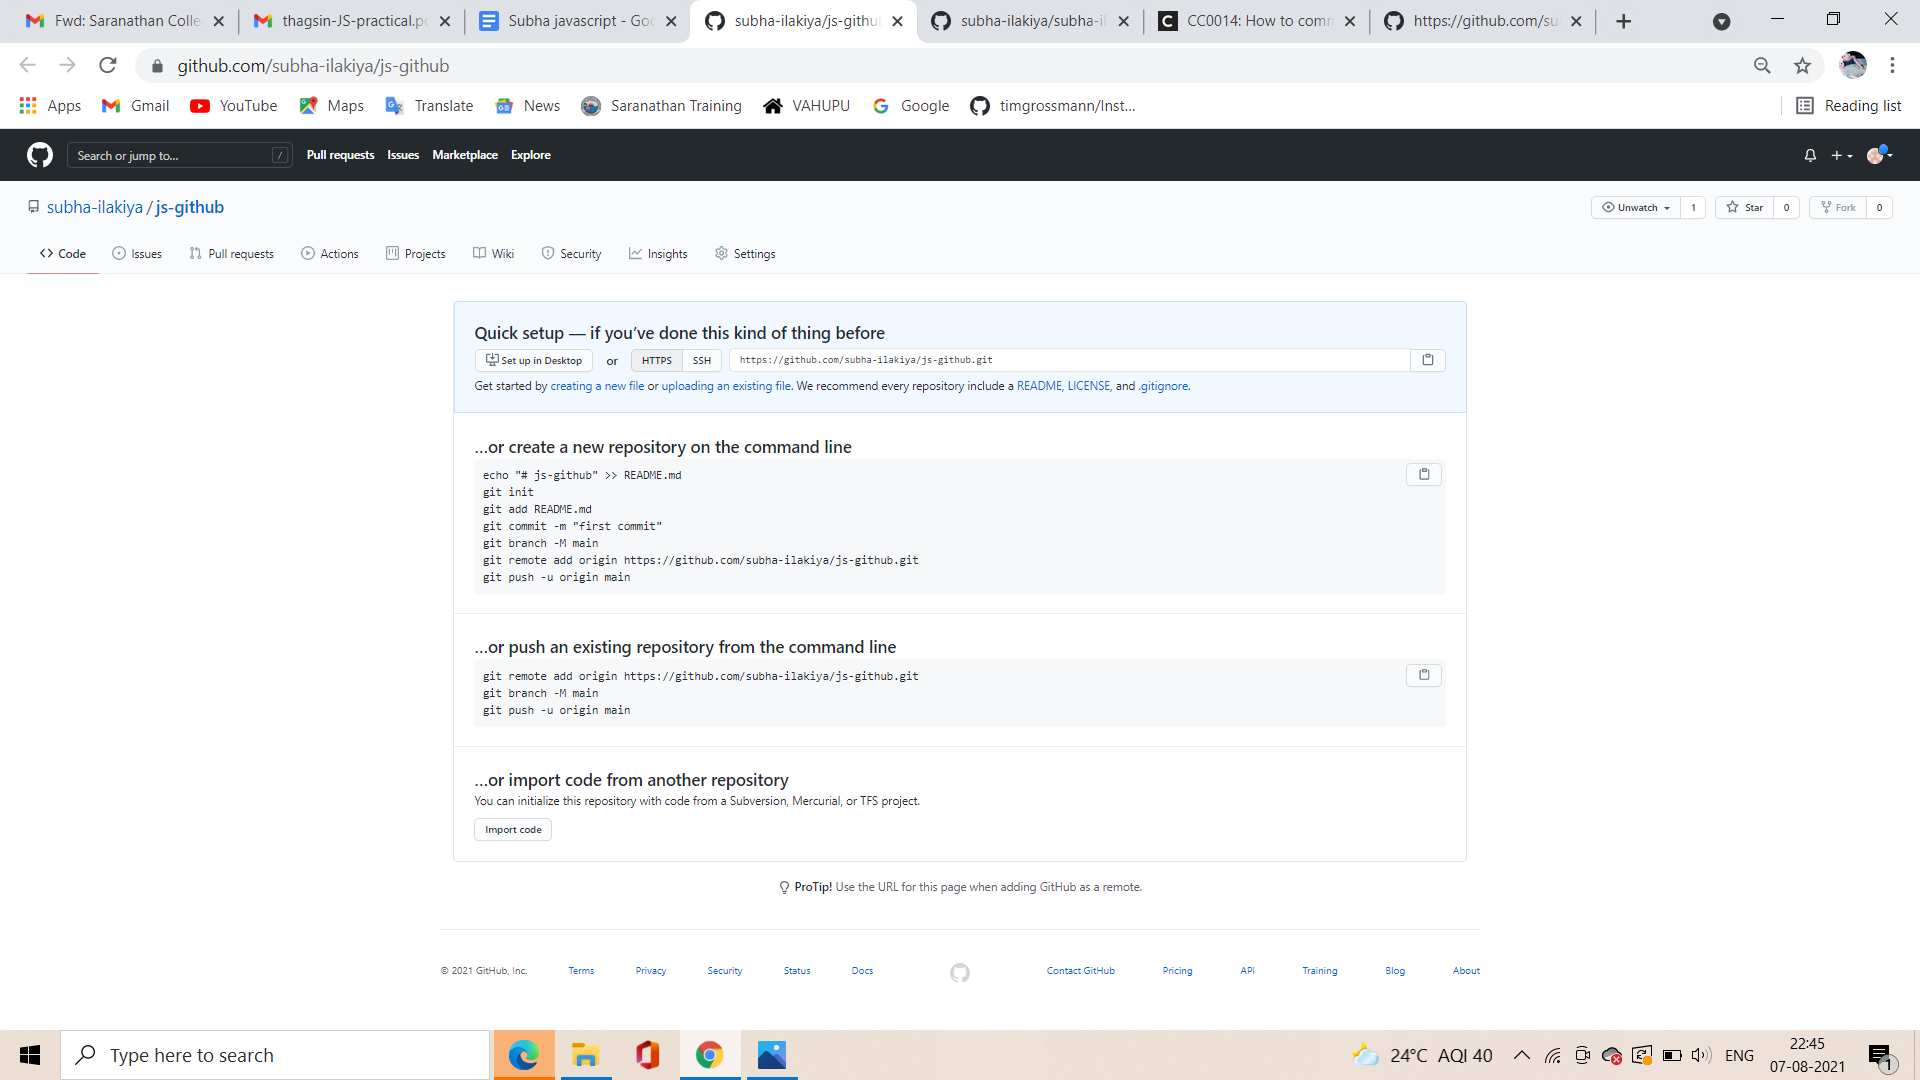 Fwd: Saranathan Colle
thagsin-JS-practical.pd
Subha javascript - Goo
subha-ilakiya/js-githu
subha-ilakiya/subha-il
CC0014: How to comm
https://github.com/su
github.com/subha-ilakiya/js-github
Apps Gmail YouTube Maps Translate News Saranathan Training VAHUPU Google timgrossmann/Inst... Reading list
Search or jump to... / Pull requests Issues Marketplace Explore
subha-ilakiya / js-github Unwatch 1 Star 0 Fork 0
Code Issues Pull requests Actions Projects Wiki Security Insights Settings
Quick setup — if you’ve done this kind of thing before
Set up in Desktop or HTTPS SSH https://github.com/subha-ilakiya/js-github.git
Get started by creating a new file or uploading an existing file. We recommend every repository include a README, LICENSE, and .gitignore.
…or create a new repository on the command line
echo "# js-github" >> README.md
git init
git add README.md
git commit -m "first commit"
git branch -M main
git remote add origin https://github.com/subha-ilakiya/js-github.git
git push -u origin main
…or push an existing repository from the command line
git remote add origin https://github.com/subha-ilakiya/js-github.git
git branch -M main
git push -u origin main
…or import code from another repository
You can initialize this repository with code from a Subversion, Mercurial, or TFS project.
Import code
ProTip! Use the URL for this page when adding GitHub as a remote.
© 2021 GitHub, Inc. Terms Privacy Security Status Docs Contact GitHub Pricing API Training Blog About
Type here to search
24°C AQI 40
ENG
22:45
07-08-2021
1